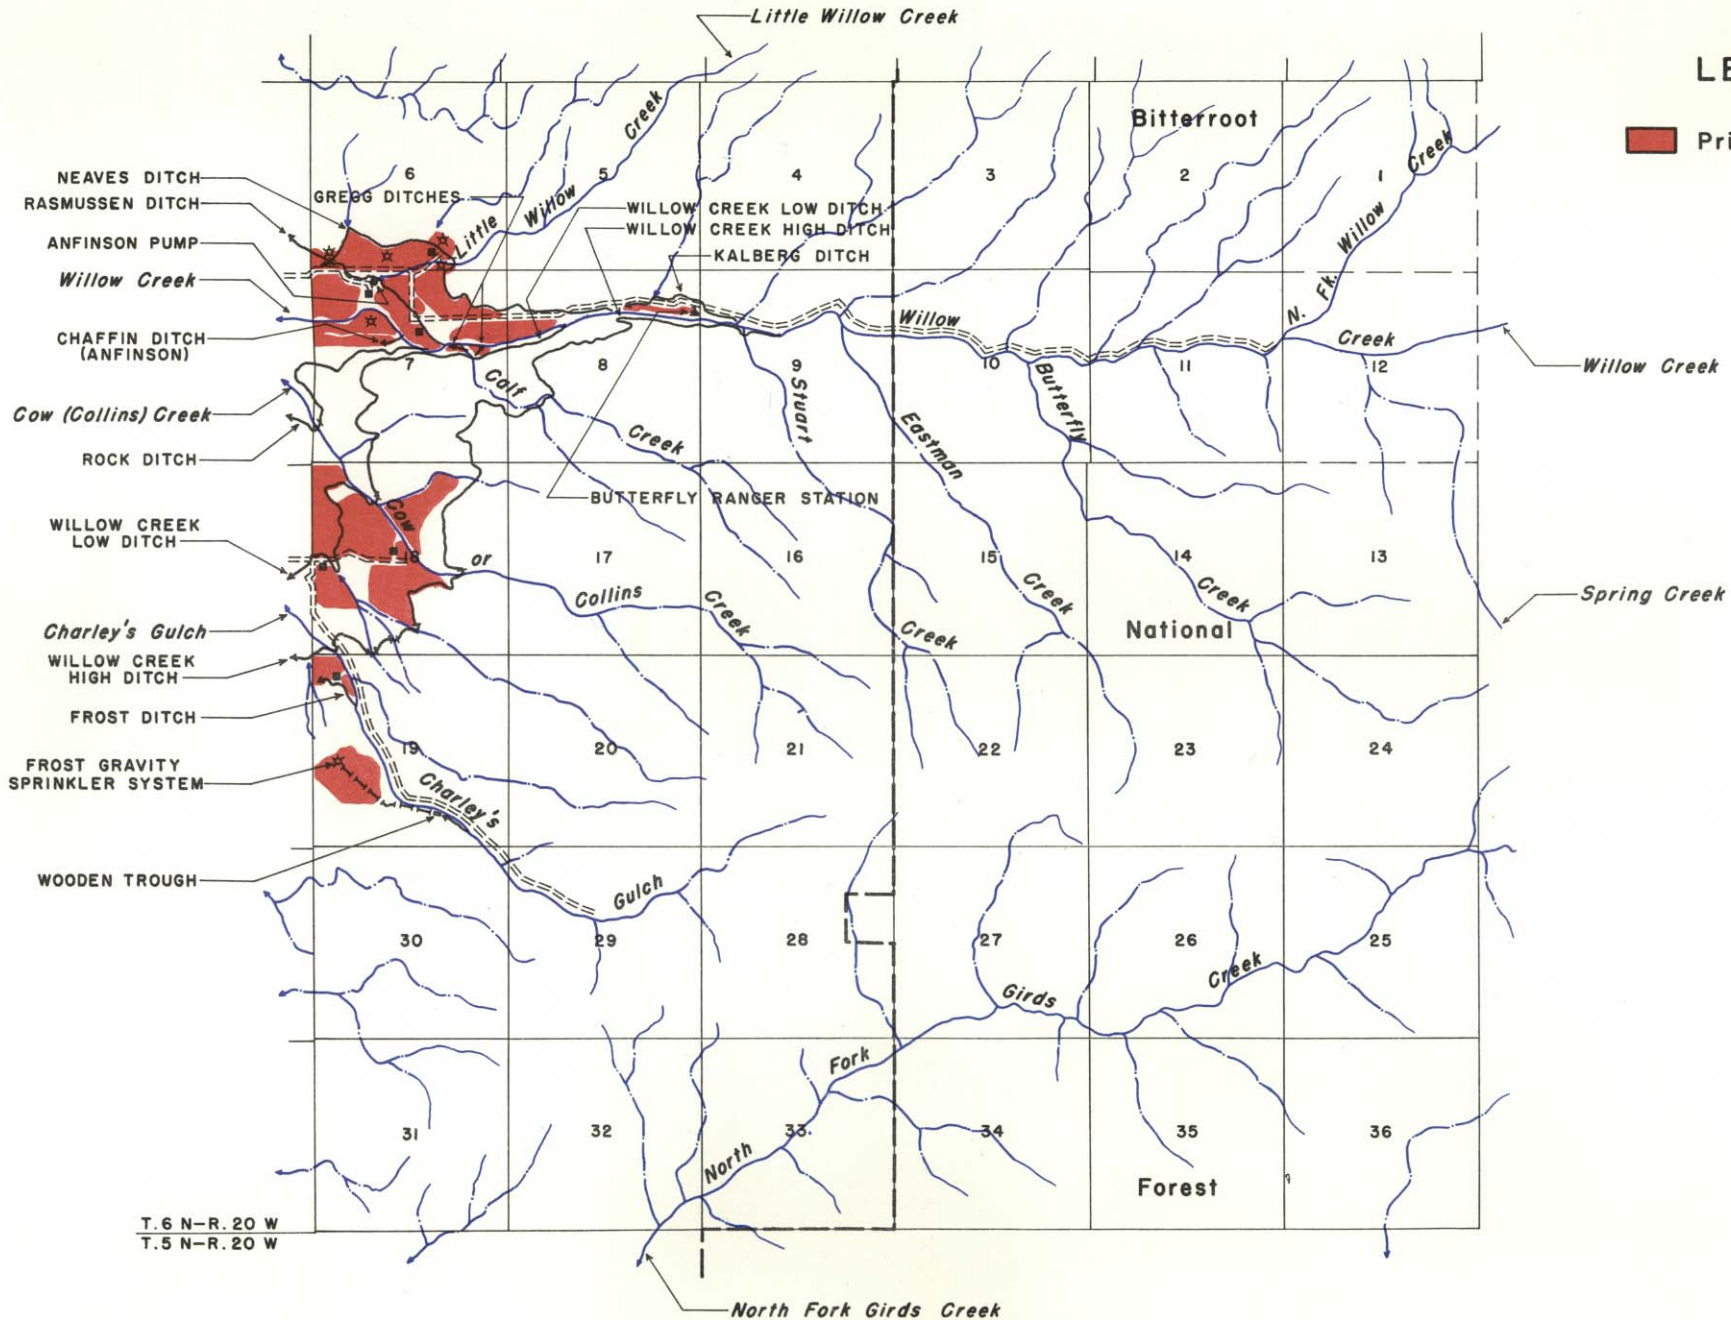 Little Willow Creek
LE
Pri
Bitterroot
6
5
4
3
2
1
NEAVES DITCH
RASMUSSEN DITCH
ANFINSON PUMP
Willow Creek
CHAFFIN DITCH
(ANFINSON)
Cow (Collins) Creek
ROCK DITCH
WILLOW CREEK
LOW DITCH
Charley's Gulch
WILLOW CREEK
HIGH DITCH
FROST DITCH
FROST GRAVITY
SPRINKLER SYSTEM
WOODEN TROUGH
GREGG DITCHES
Little Willow Creek
WILLOW CREEK LOW DITCH
WILLOW CREEK HIGH DITCH
KALBERG DITCH
N. Fk. Willow Creek
Willow Creek
Willow Creek
7
8
9
10
11
12
Calf Creek
Stuart Creek
Eastman Creek
Butterfly Creek
BUTTERFLY RANGER STATION
Cow or Collins Creek
18
17
16
15
14
13
Spring Creek
National
19
20
21
22
23
24
Charley's Gulch
30
29
28
27
26
25
North Fork Girds Creek
31
32
33
34
35
36
Forest
T. 6 N-R. 20 W
T. 5 N-R. 20 W
North Fork Girds Creek